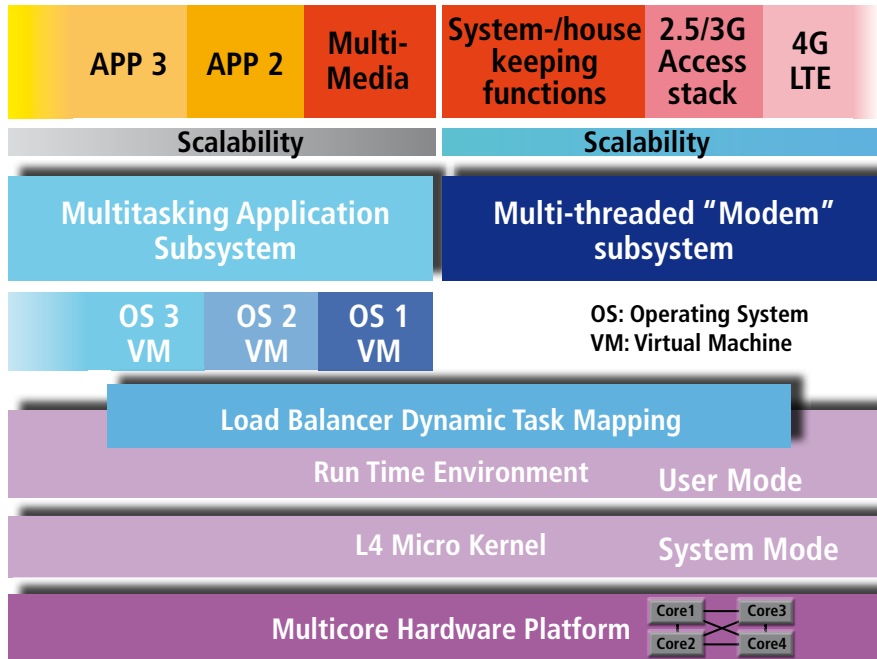 APP 3
APP 2
Multi-
Media
System-/house
keeping
functions
2.5/3G
Access
stack
4G
LTE
Scalability
Scalability
Multitasking Application
Subsystem
Multi-threaded “Modem”
subsystem
OS 3
VM
OS 2
VM
OS 1
VM
OS: Operating System
VM: Virtual Machine
Load Balancer Dynamic Task Mapping
Run Time Environment
User Mode
L4 Micro Kernel
System Mode
Multicore Hardware Platform
Core1
Core3
Core2
Core4